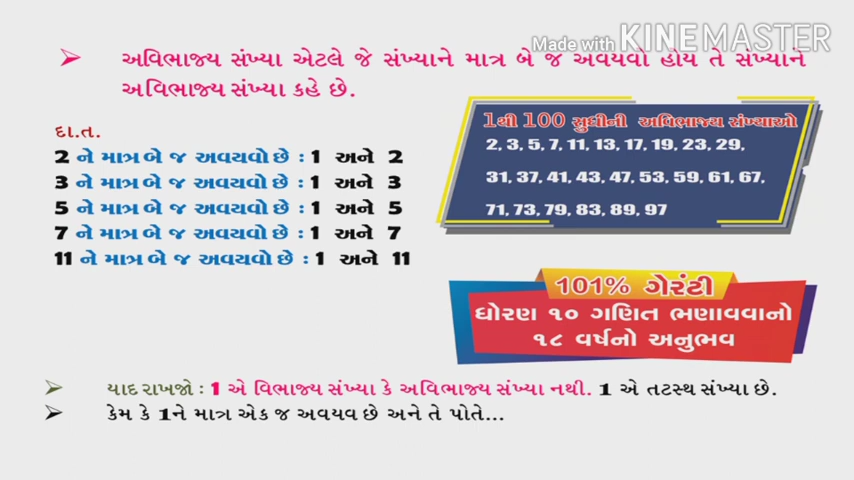 Made with KINEMASTER
➢ અવિભાજ્ય સંખ્યા એટલે જે સંખ્યાને માત્ર બે જ અવયવો હોય તે સંખ્યાને
અવિભાજ્ય સંખ્યા કહે છે.
દા.ત.
2 ને માત્ર બે જ અવયવો છે : 1 અને 2
3 ને માત્ર બે જ અવયવો છે : 1 અને 3
5 ને માત્ર બે જ અવયવો છે : 1 અને 5
7 ને માત્ર બે જ અવયવો છે : 1 અને 7
11 ને માત્ર બે જ અવયવો છે : 1 અને 11
1થી 100 સુધીની અવિભાજ્ય સંખ્યાઓ
2, 3, 5, 7, 11, 13, 17, 19, 23, 29,
31, 37, 41, 43, 47, 53, 59, 61, 67,
71, 73, 79, 83, 89, 97
101% ગેરંટી
ધોરણ ૧૦ ગણિત ભણાવવાનો
૧૮ વર્ષનો અનુભવ
➢ યાદ રાખજો : 1 એ વિભાજ્ય સંખ્યા કે અવિભાજ્ય સંખ્યા નથી. 1 એ તટસ્થ સંખ્યા છે.
➢ કેમ કે 1ને માત્ર એક જ અવયવ છે અને તે પોતે...